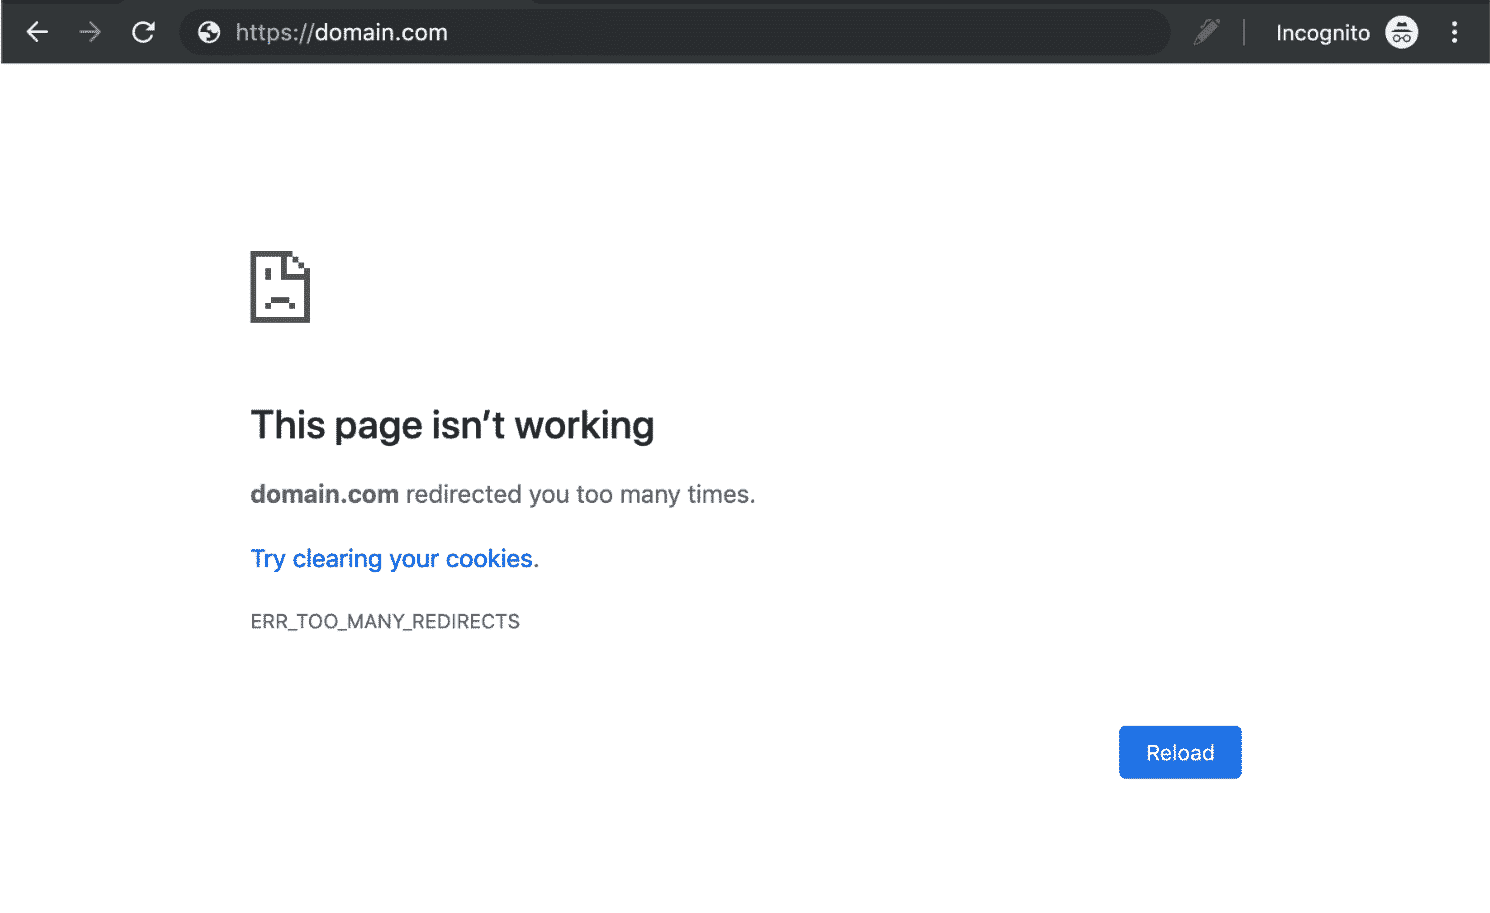 https://domain.com Incognito
This page isn’t working
domain.com redirected you too many times.
Try clearing your cookies.
ERR_TOO_MANY_REDIRECTS
Reload